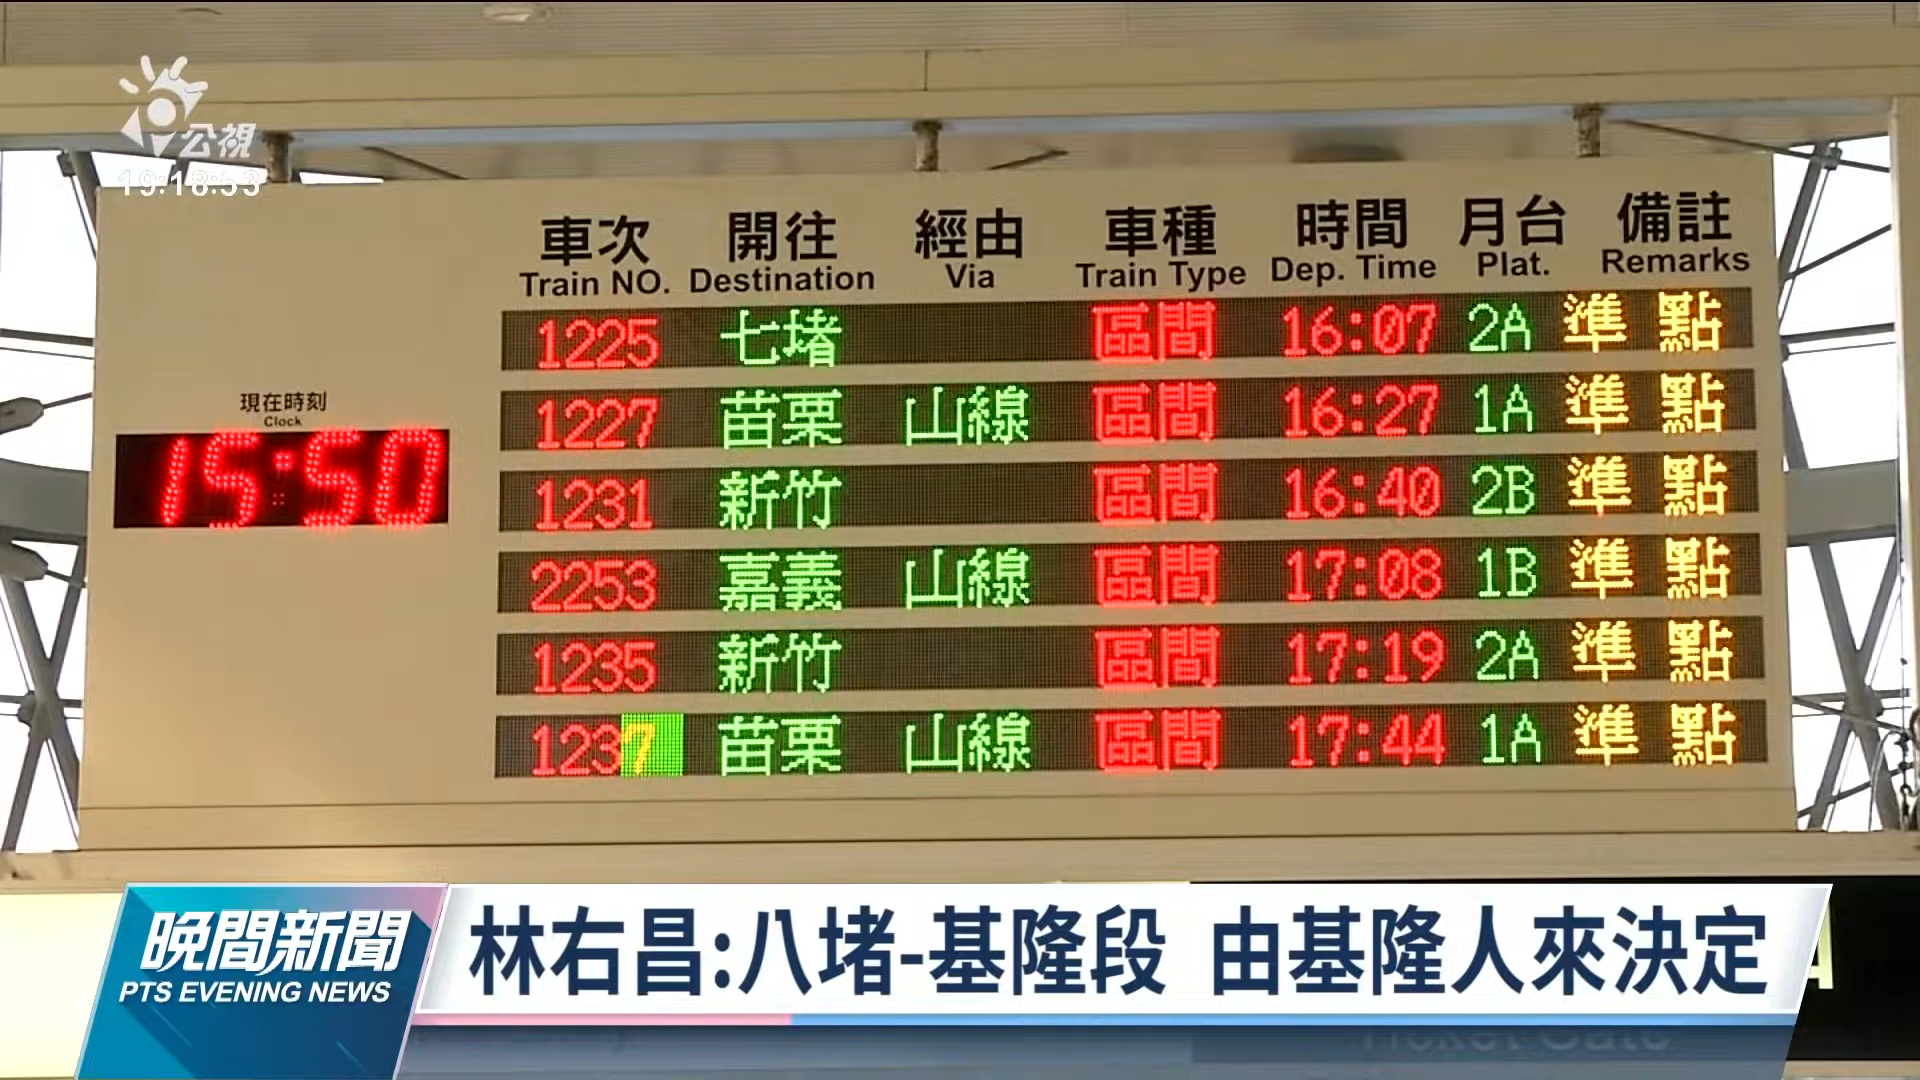 公視
19:18:53
車次 開往 經由 車種 時間 月台 備註
Train NO. Destination Via Train Type Dep. Time Plat. Remarks
1225 七堵 區間 16:07 2A 準點
現在時刻
Clock
15:50
1227 苗栗 山線 區間 16:27 1A 準點
1231 新竹 區間 16:40 2B 準點
2253 嘉義 山線 區間 17:08 1B 準點
1235 新竹 區間 17:19 2A 準點
1237 苗栗 山線 區間 17:44 1A 準點
晚間新聞
PTS EVENING NEWS
林右昌:八堵-基隆段 由基隆人來決定
Ticket Gate